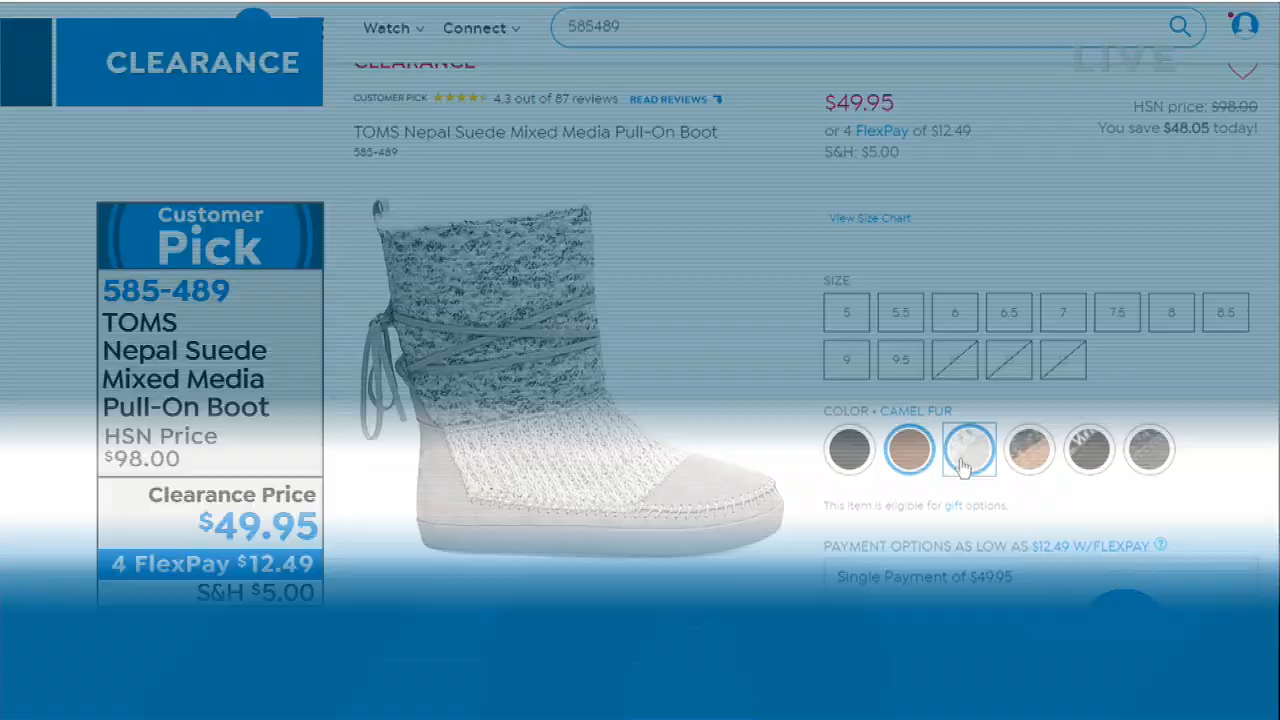 CLEARANCE
Watch
Connect
585489
LIVE
CLEARANCE
CUSTOMER PICK 4.3 out of 87 reviews READ REVIEWS
TOMS Nepal Suede Mixed Media Pull-On Boot
585-489
$49.95
or 4 FlexPay of $12.49
S&H: $5.00
HSN price: $98.00
You save $48.05 today!
View Size Chart
Customer
Pick
585-489
TOMS
Nepal Suede
Mixed Media
Pull-On Boot
HSN Price
$98.00
Clearance Price
$49.95
4 FlexPay $12.49
S&H $5.00
SIZE
5 5.5 6 6.5 7 7.5 8 8.5
9 9.5
COLOR • CAMEL FUR
This item is eligible for gift options.
PAYMENT OPTIONS AS LOW AS $12.49 W/FLEXPAY ?
Single Payment of $49.95